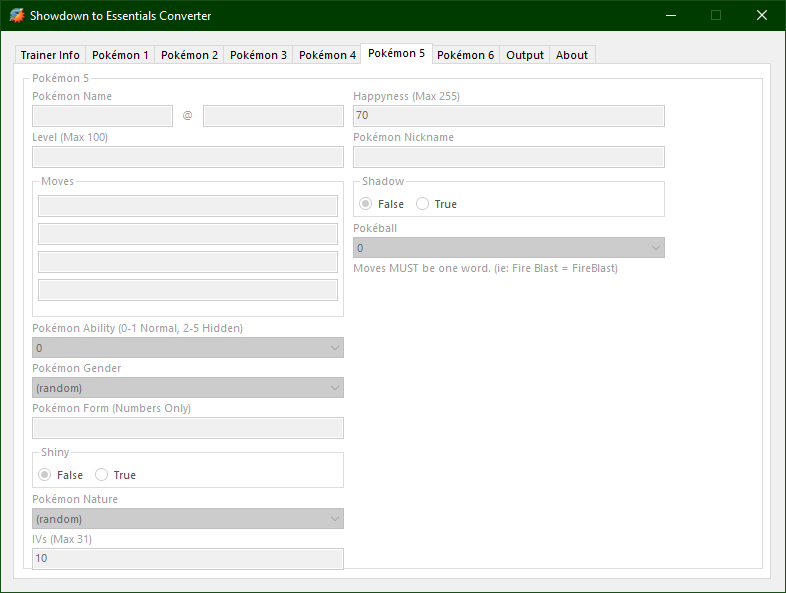 Showdown to Essentials Converter
Trainer Info Pokémon 1 Pokémon 2 Pokémon 3 Pokémon 4 Pokémon 5 Pokémon 6 Output About
Pokémon 5
Pokémon Name
@
Level (Max 100)
Moves
Pokémon Ability (0-1 Normal, 2-5 Hidden)
0
Pokémon Gender
(random)
Pokémon Form (Numbers Only)
Shiny
False True
Pokémon Nature
(random)
IVs (Max 31)
10
Happyness (Max 255)
70
Pokémon Nickname
Shadow
False True
Pokéball
0
Moves MUST be one word. (ie: Fire Blast = FireBlast)